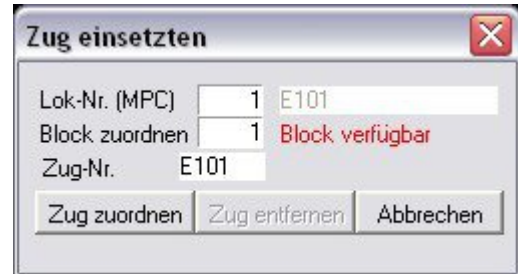 Zug einsetzten
Lok-Nr. (MPC) 1 E101
Block zuordnen 1 Block verfügbar
Zug-Nr. E101
Zug zuordnen Zug entfernen Abbrechen